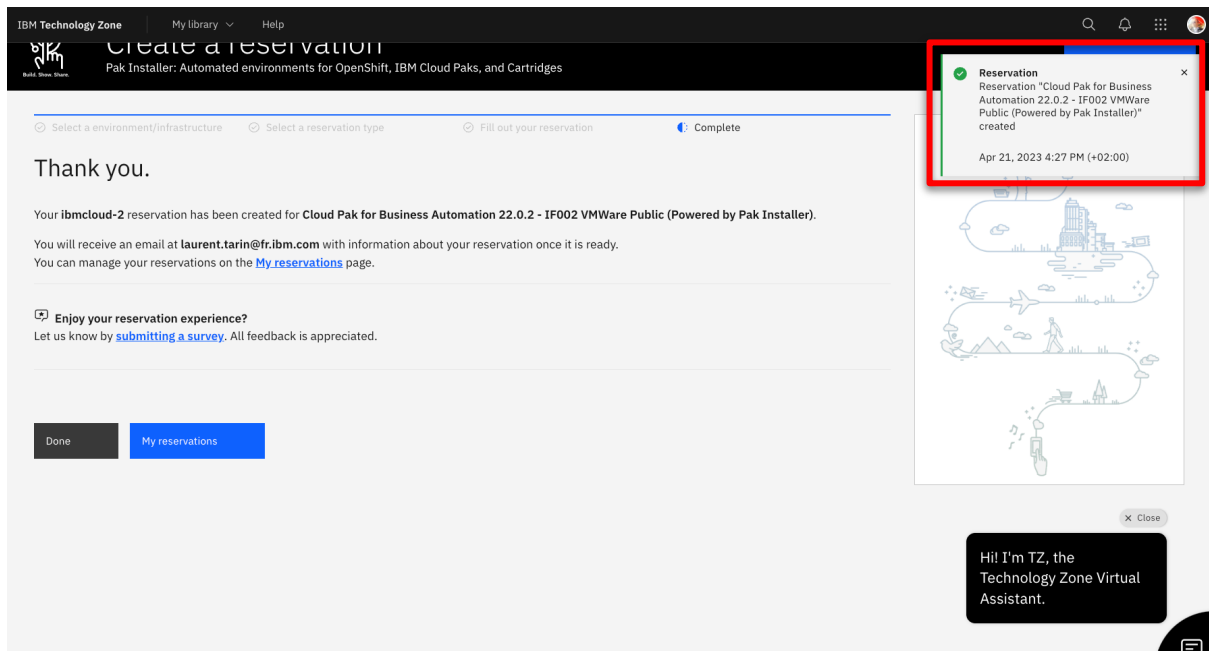 IBM Technology Zone
My library
Help
Create a reservation
Build. Show. Share.
Pak Installer: Automated environments for OpenShift, IBM Cloud Paks, and Cartridges
Reservation
Reservation "Cloud Pak for Business
Automation 22.0.2 - IF002 VMWare
Public (Powered by Pak Installer)"
created
Apr 21, 2023 4:27 PM (+02:00)
Select a environment/infrastructure
Select a reservation type
Fill out your reservation
Complete
Thank you.
Your ibmcloud-2 reservation has been created for Cloud Pak for Business Automation 22.0.2 - IF002 VMWare Public (Powered by Pak Installer).
You will receive an email at laurent.tarin@fr.ibm.com with information about your reservation once it is ready.
You can manage your reservations on the My reservations page.
Enjoy your reservation experience?
Let us know by submitting a survey. All feedback is appreciated.
Done
My reservations
Close
Hi! I'm TZ, the
Technology Zone Virtual
Assistant.